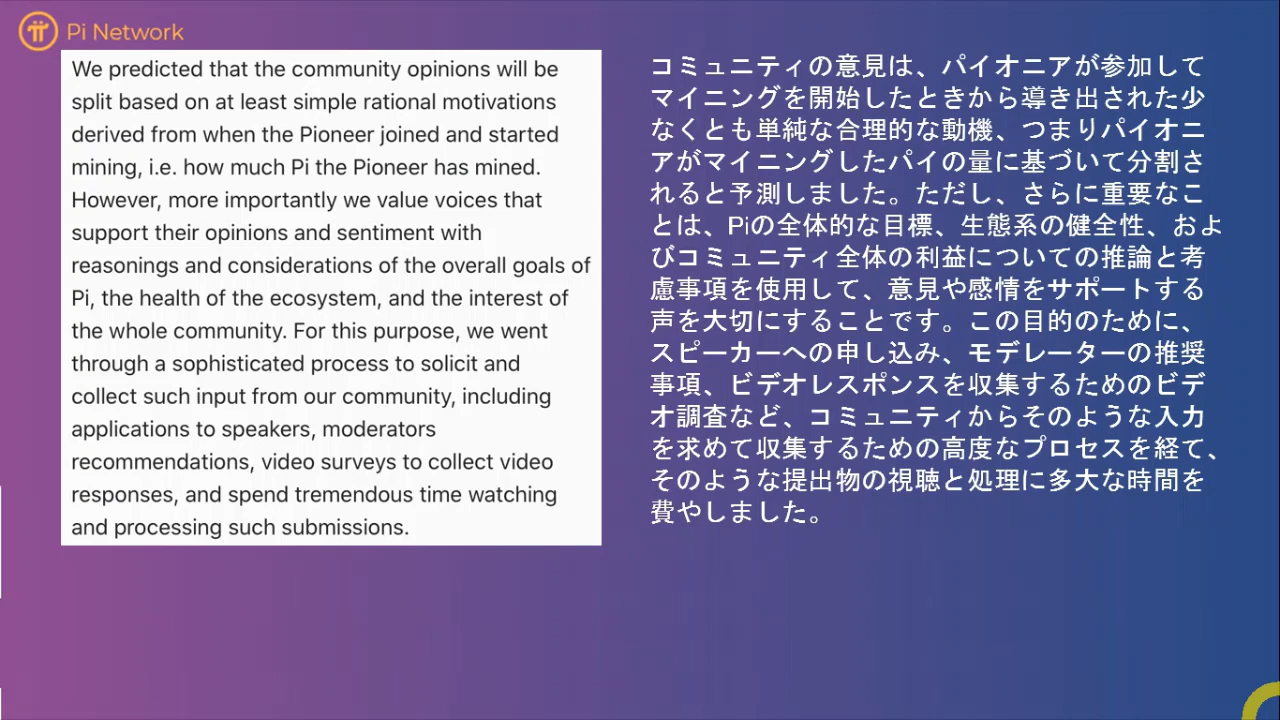 Pi Network
We predicted that the community opinions will be
split based on at least simple rational motivations
derived from when the Pioneer joined and started
mining, i.e. how much Pi the Pioneer has mined.
However, more importantly we value voices that
support their opinions and sentiment with
reasonings and considerations of the overall goals of
Pi, the health of the ecosystem, and the interest of
the whole community. For this purpose, we went
through a sophisticated process to solicit and
collect such input from our community, including
applications to speakers, moderators
recommendations, video surveys to collect video
responses, and spend tremendous time watching
and processing such submissions.
コミュニティの意見は、パイオニアが参加して
マイニングを開始したときから導き出された少
なくとも単純な合理的な動機、つまりパイオニ
アがマイニングしたパイの量に基づいて分割さ
れると予測しました。ただし、さらに重要なこ
とは、Piの全体的な目標、生態系の健全性、およ
びコミュニティ全体の利益についての推論と考
慮事項を使用して、意見や感情をサポートする
声を大切にすることです。この目的のために、
スピーカーへの申し込み、モデレーターの推奨
事項、ビデオレスポンスを収集するためのビデ
オ調査など、コミュニティからそのような入力
を求めて収集するための高度なプロセスを経て、
そのような提出物の視聴と処理に多大な時間を
費やしました。